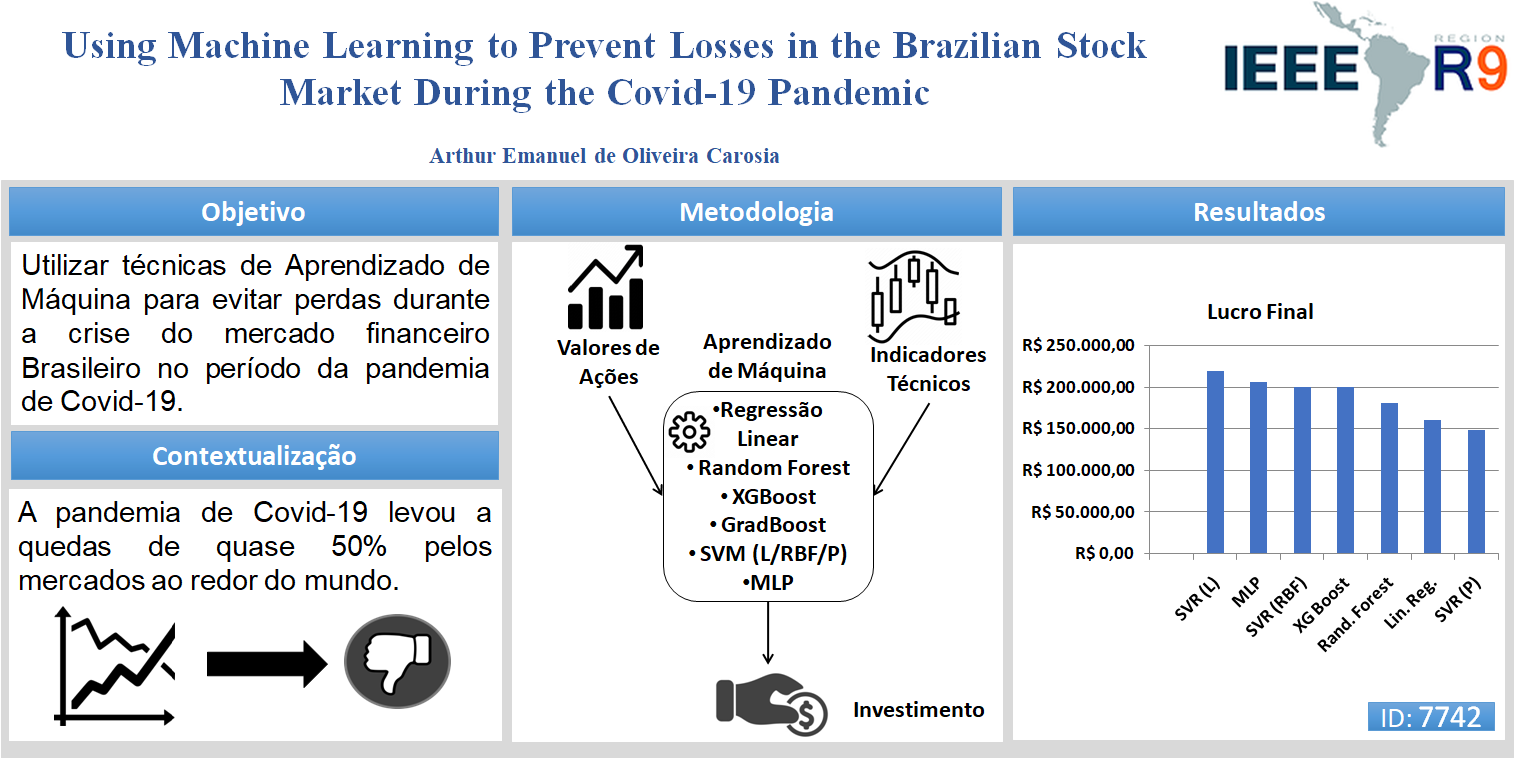 Using Machine Learning to Prevent Losses in the Brazilian Stock
Market During the Covid-19 Pandemic
Arthur Emanuel de Oliveira Carosia
IEEE
REGION
R9
Objetivo
Utilizar técnicas de Aprendizado de
Máquina para evitar perdas durante
a crise do mercado financeiro
Brasileiro no período da pandemia
de Covid-19.
Contextualização
A pandemia de Covid-19 levou a
quedas de quase 50% pelos
mercados ao redor do mundo.
Metodologia
Valores de
Ações
Aprendizado
de Máquina
Indicadores
Técnicos
•Regressão
Linear
• Random Forest
• XGBoost
• GradBoost
• SVM (L/RBF/P)
•MLP
$
Investimento
Resultados
Lucro Final
R$ 250.000,00
R$ 200.000,00
R$ 150.000,00
R$ 100.000,00
R$ 50.000,00
R$ 0,00
SVR (L)
MLP
SVR (RBF)
XG Boost
Rand. Forest
Lin. Reg.
SVR (P)
ID: 7742